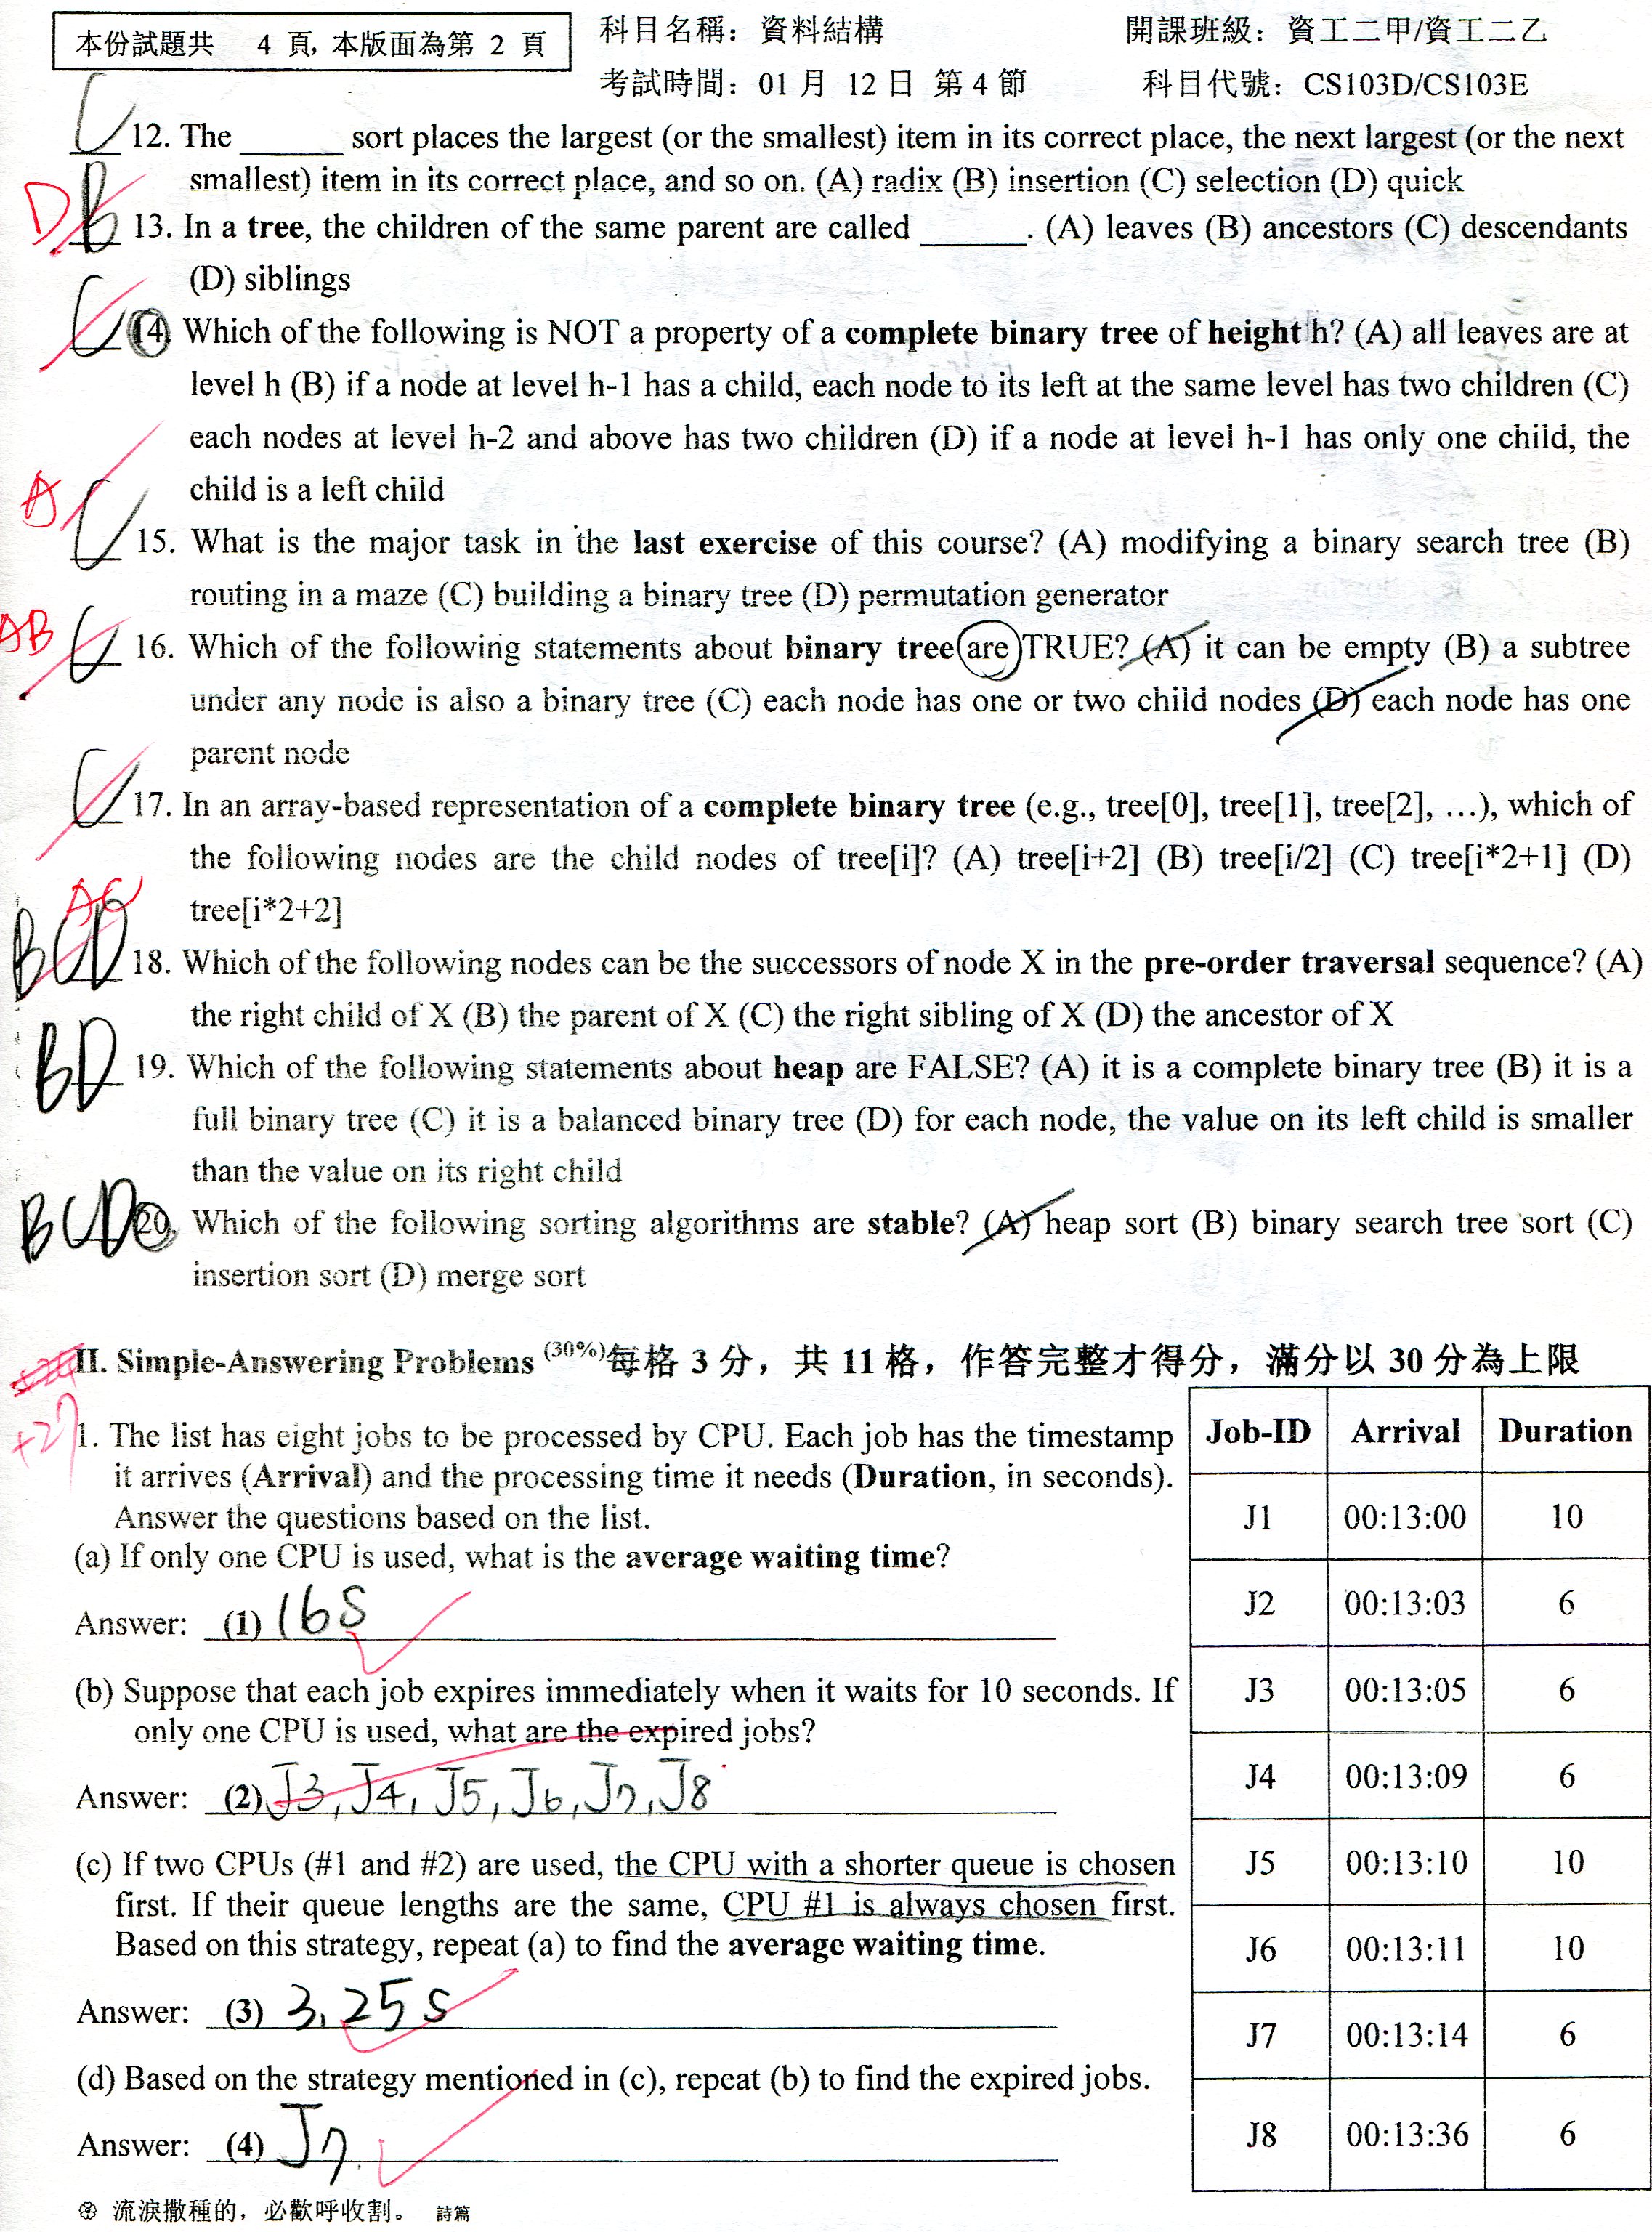 本份試題共 4 頁, 本版面為第 2 頁
科目名稱：資料結構 開課班級：資工二甲/資工二乙
考試時間：01 月 12 日 第 4 節 科目代號：CS103D/CS103E
C 12. The ______ sort places the largest (or the smallest) item in its correct place, the next largest (or the next
smallest) item in its correct place, and so on. (A) radix (B) insertion (C) selection (D) quick
D B 13. In a tree, the children of the same parent are called ______. (A) leaves (B) ancestors (C) descendants
(D) siblings
C 14. Which of the following is NOT a property of a complete binary tree of height h? (A) all leaves are at
level h (B) if a node at level h-1 has a child, each node to its left at the same level has two children (C)
each nodes at level h-2 and above has two children (D) if a node at level h-1 has only one child, the
child is a left child
A C 15. What is the major task in the last exercise of this course? (A) modifying a binary search tree (B)
routing in a maze (C) building a binary tree (D) permutation generator
AB C 16. Which of the following statements about binary tree are TRUE? (A) it can be empty (B) a subtree
under any node is also a binary tree (C) each node has one or two child nodes (D) each node has one
parent node
C 17. In an array-based representation of a complete binary tree (e.g., tree[0], tree[1], tree[2], …), which of
the following nodes are the child nodes of tree[i]? (A) tree[i+2] (B) tree[i/2] (C) tree[i*2+1] (D)
tree[i*2+2]
AC BCD 18. Which of the following nodes can be the successors of node X in the pre-order traversal sequence? (A)
the right child of X (B) the parent of X (C) the right sibling of X (D) the ancestor of X
BD 19. Which of the following statements about heap are FALSE? (A) it is a complete binary tree (B) it is a
full binary tree (C) it is a balanced binary tree (D) for each node, the value on its left child is smaller
than the value on its right child
BCD 20. Which of the following sorting algorithms are stable? (A) heap sort (B) binary search tree sort (C)
insertion sort (D) merge sort
II. Simple-Answering Problems (30%)每格 3 分，共 11 格，作答完整才得分，滿分以 30 分為上限
+27
1. The list has eight jobs to be processed by CPU. Each job has the timestamp
it arrives (Arrival) and the processing time it needs (Duration, in seconds).
Answer the questions based on the list.
(a) If only one CPU is used, what is the average waiting time?
Answer: (1) 16S
(b) Suppose that each job expires immediately when it waits for 10 seconds. If
only one CPU is used, what are the expired jobs?
Answer: (2) J3, J4, J5, J6, J7, J8
(c) If two CPUs (#1 and #2) are used, the CPU with a shorter queue is chosen
first. If their queue lengths are the same, CPU #1 is always chosen first.
Based on this strategy, repeat (a) to find the average waiting time.
Answer: (3) 3.25 S
(d) Based on the strategy mentioned in (c), repeat (b) to find the expired jobs.
Answer: (4) J7
Job-ID Arrival Duration
J1 00:13:00 10
J2 00:13:03 6
J3 00:13:05 6
J4 00:13:09 6
J5 00:13:10 10
J6 00:13:11 10
J7 00:13:14 6
J8 00:13:36 6
流淚撒種的，必歡呼收割。 詩篇